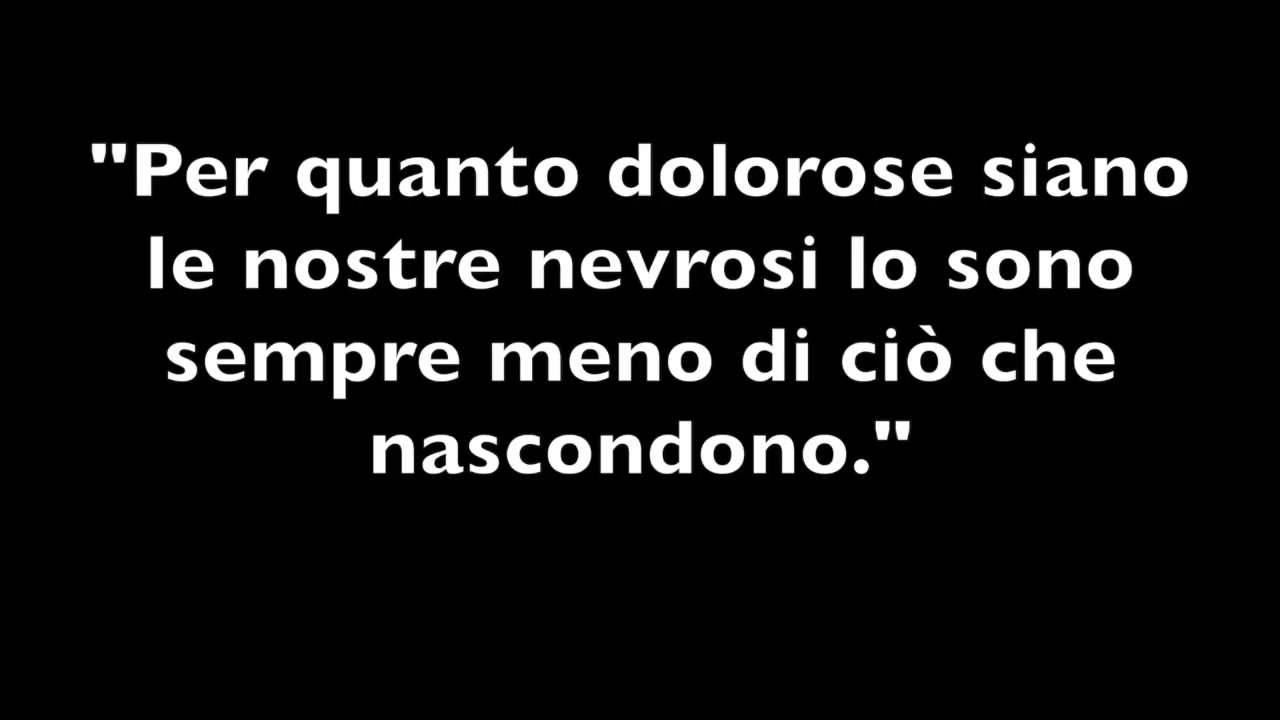 "Per quanto dolorose siano
le nostre nevrosi lo sono
sempre meno di ciò che
nascondono."